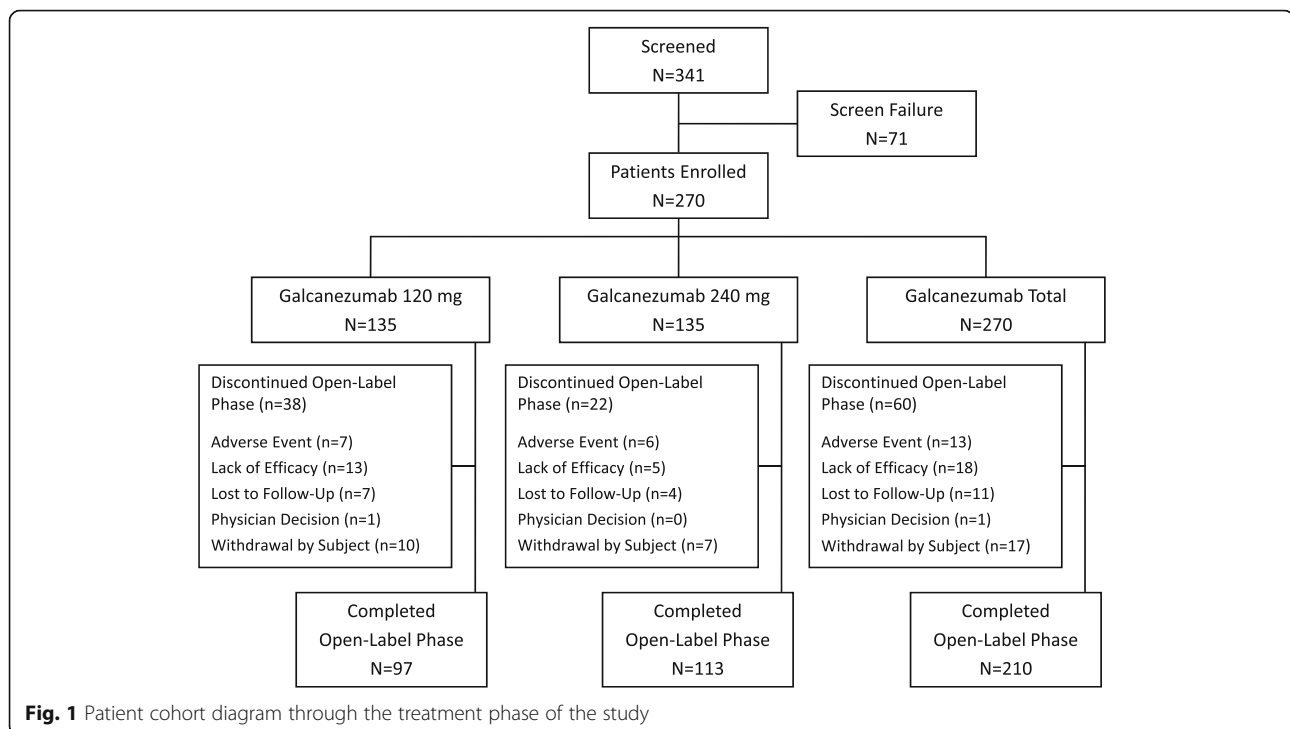 Screened
N=341
Screen Failure
N=71
Patients Enrolled
N=270
Galcanezumab 120 mg
N=135
Galcanezumab 240 mg
N=135
Galcanezumab Total
N=270
Discontinued Open-Label
Phase (n=38)
Adverse Event (n=7)
Lack of Efficacy (n=13)
Lost to Follow-Up (n=7)
Physician Decision (n=1)
Withdrawal by Subject (n=10)
Discontinued Open-Label
Phase (n=22)
Adverse Event (n=6)
Lack of Efficacy (n=5)
Lost to Follow-Up (n=4)
Physician Decision (n=0)
Withdrawal by Subject (n=7)
Discontinued Open-Label
Phase (n=60)
Adverse Event (n=13)
Lack of Efficacy (n=18)
Lost to Follow-Up (n=11)
Physician Decision (n=1)
Withdrawal by Subject (n=17)
Completed
Open-Label Phase
N=97
Completed
Open-Label Phase
N=113
Completed
Open-Label Phase
N=210
Fig. 1 Patient cohort diagram through the treatment phase of the study